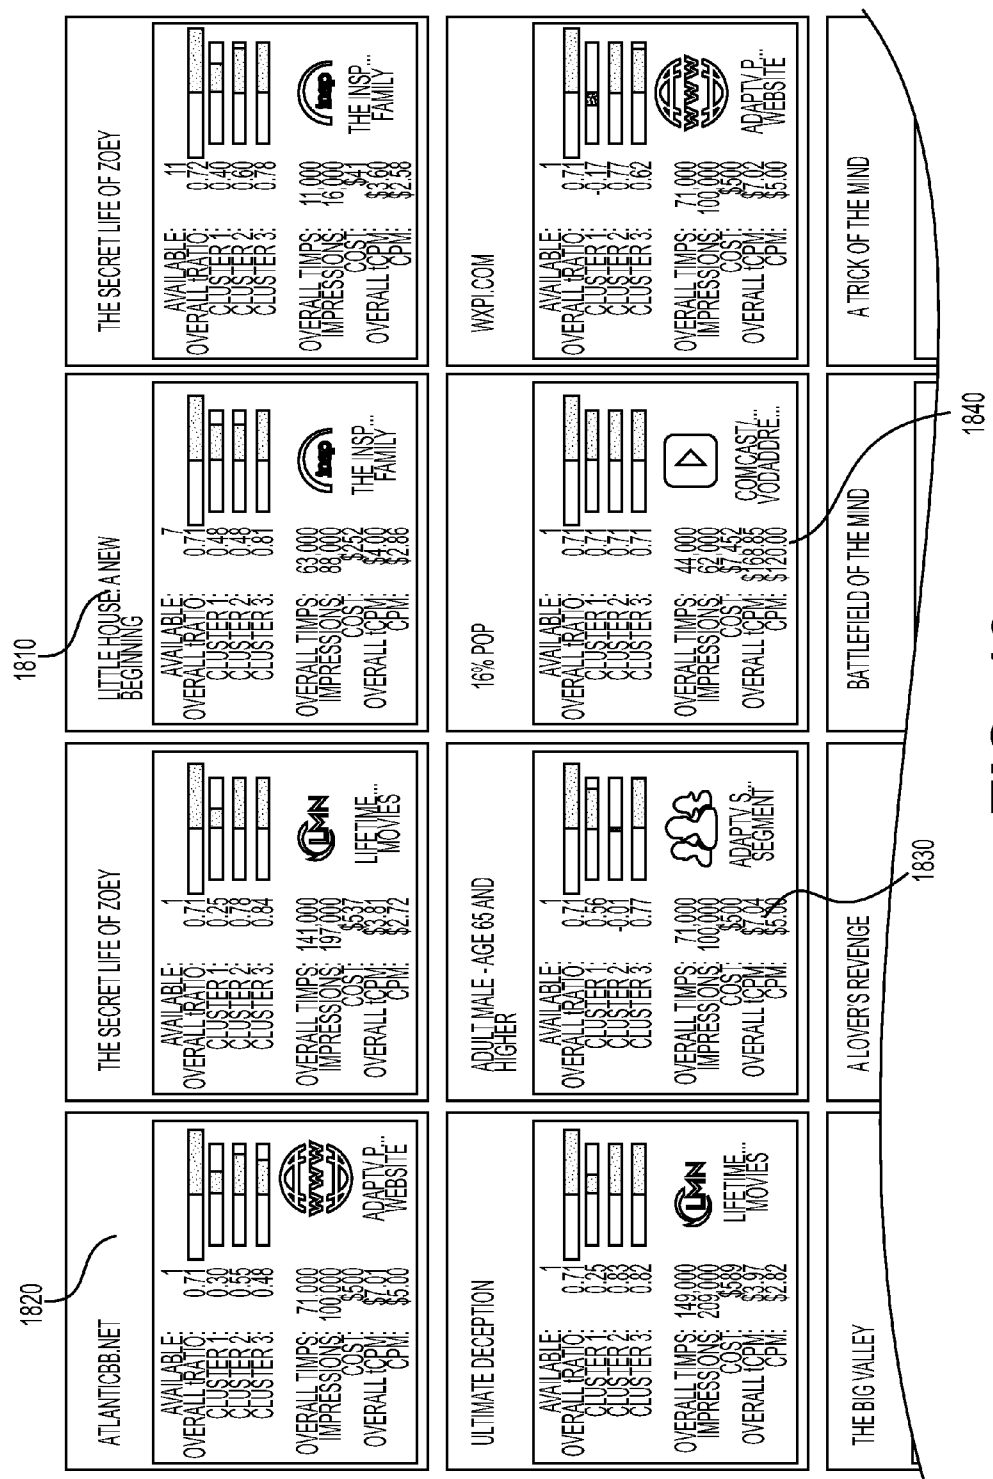 1820
1810
ATLANTICBB.NET
AVAILABLE: 1
OVERALL tRATIO: 0.71
CLUSTER 1: 0.30
CLUSTER 2: 0.55
CLUSTER 3: 0.48
OVERALL TIMPS: 71,000
IMPRESSIONS: 100,000
COST: $500
OVERALL tCPM: $7.01
CPM: $5.00
WWW
ADAPTV.P...
WEBSITE
THE SECRET LIFE OF ZOEY
AVAILABLE: 1
OVERALL tRATIO: 0.71
CLUSTER 1: 0.25
CLUSTER 2: 0.78
CLUSTER 3: 0.84
OVERALL TIMPS: 141,000
IMPRESSIONS: 197,000
COST: $537
OVERALL tCPM: $3.81
CPM: $2.72
LMN
LIFETIME...
MOVIES
LITTLE HOUSE: A NEW
BEGINNING
AVAILABLE: 7
OVERALL tRATIO: 0.71
CLUSTER 1: 0.48
CLUSTER 2: 0.48
CLUSTER 3: 0.81
OVERALL TIMPS: 63,000
IMPRESSIONS: 88,000
COST: $252
OVERALL tCPM: $4.00
CPM: $2.86
insp
THE INSP...
FAMILY
THE SECRET LIFE OF ZOEY
AVAILABLE: 11
OVERALL tRATIO: 0.72
CLUSTER 1: 0.40
CLUSTER 2: 0.60
CLUSTER 3: 0.78
OVERALL TIMPS: 11,000
IMPRESSIONS: 16,000
COST: $41
OVERALL tCPM: $3.60
CPM: $2.58
insp
THE INSP...
FAMILY
ULTIMATE DECEPTION
AVAILABLE: 1
OVERALL tRATIO: 0.71
CLUSTER 1: 0.25
CLUSTER 2: 0.83
CLUSTER 3: 0.82
OVERALL TIMPS: 149,000
IMPRESSIONS: 209,000
COST: $589
OVERALL tCPM: $3.97
CPM: $2.82
LMN
LIFETIME...
MOVIES
ADULT MALE - AGE 65 AND
HIGHER
AVAILABLE: 1
OVERALL tRATIO: 0.71
CLUSTER 1: 0.56
CLUSTER 2: -0.01
CLUSTER 3: 0.77
OVERALL TIMPS: 71,000
IMPRESSIONS: 100,000
COST: $500
OVERALL tCPM: $7.04
CPM: $5.00
ADAPTV S...
SEGMENT
16% POP
AVAILABLE: 1
OVERALL tRATIO: 0.71
CLUSTER 1: 0.71
CLUSTER 2: 0.71
CLUSTER 3: 0.71
OVERALL TIMPS: 44,000
IMPRESSIONS: 62,000
COST: $7,452
OVERALL tCPM: $168.85
CPM: $120.00
COMCAST/...
VODADDRE...
WXPI.COM
AVAILABLE: 1
OVERALL tRATIO: 0.71
CLUSTER 1: -0.17
CLUSTER 2: 0.77
CLUSTER 3: 0.62
OVERALL TIMPS: 71,000
IMPRESSIONS: 100,000
COST: $500
OVERALL tCPM: $7.02
CPM: $5.00
WWW
ADAPTV.P...
WEBSITE
THE BIG VALLEY
A LOVER'S REVENGE
BATTLEFIELD OF THE MIND
A TRICK OF THE MIND
1830
1840